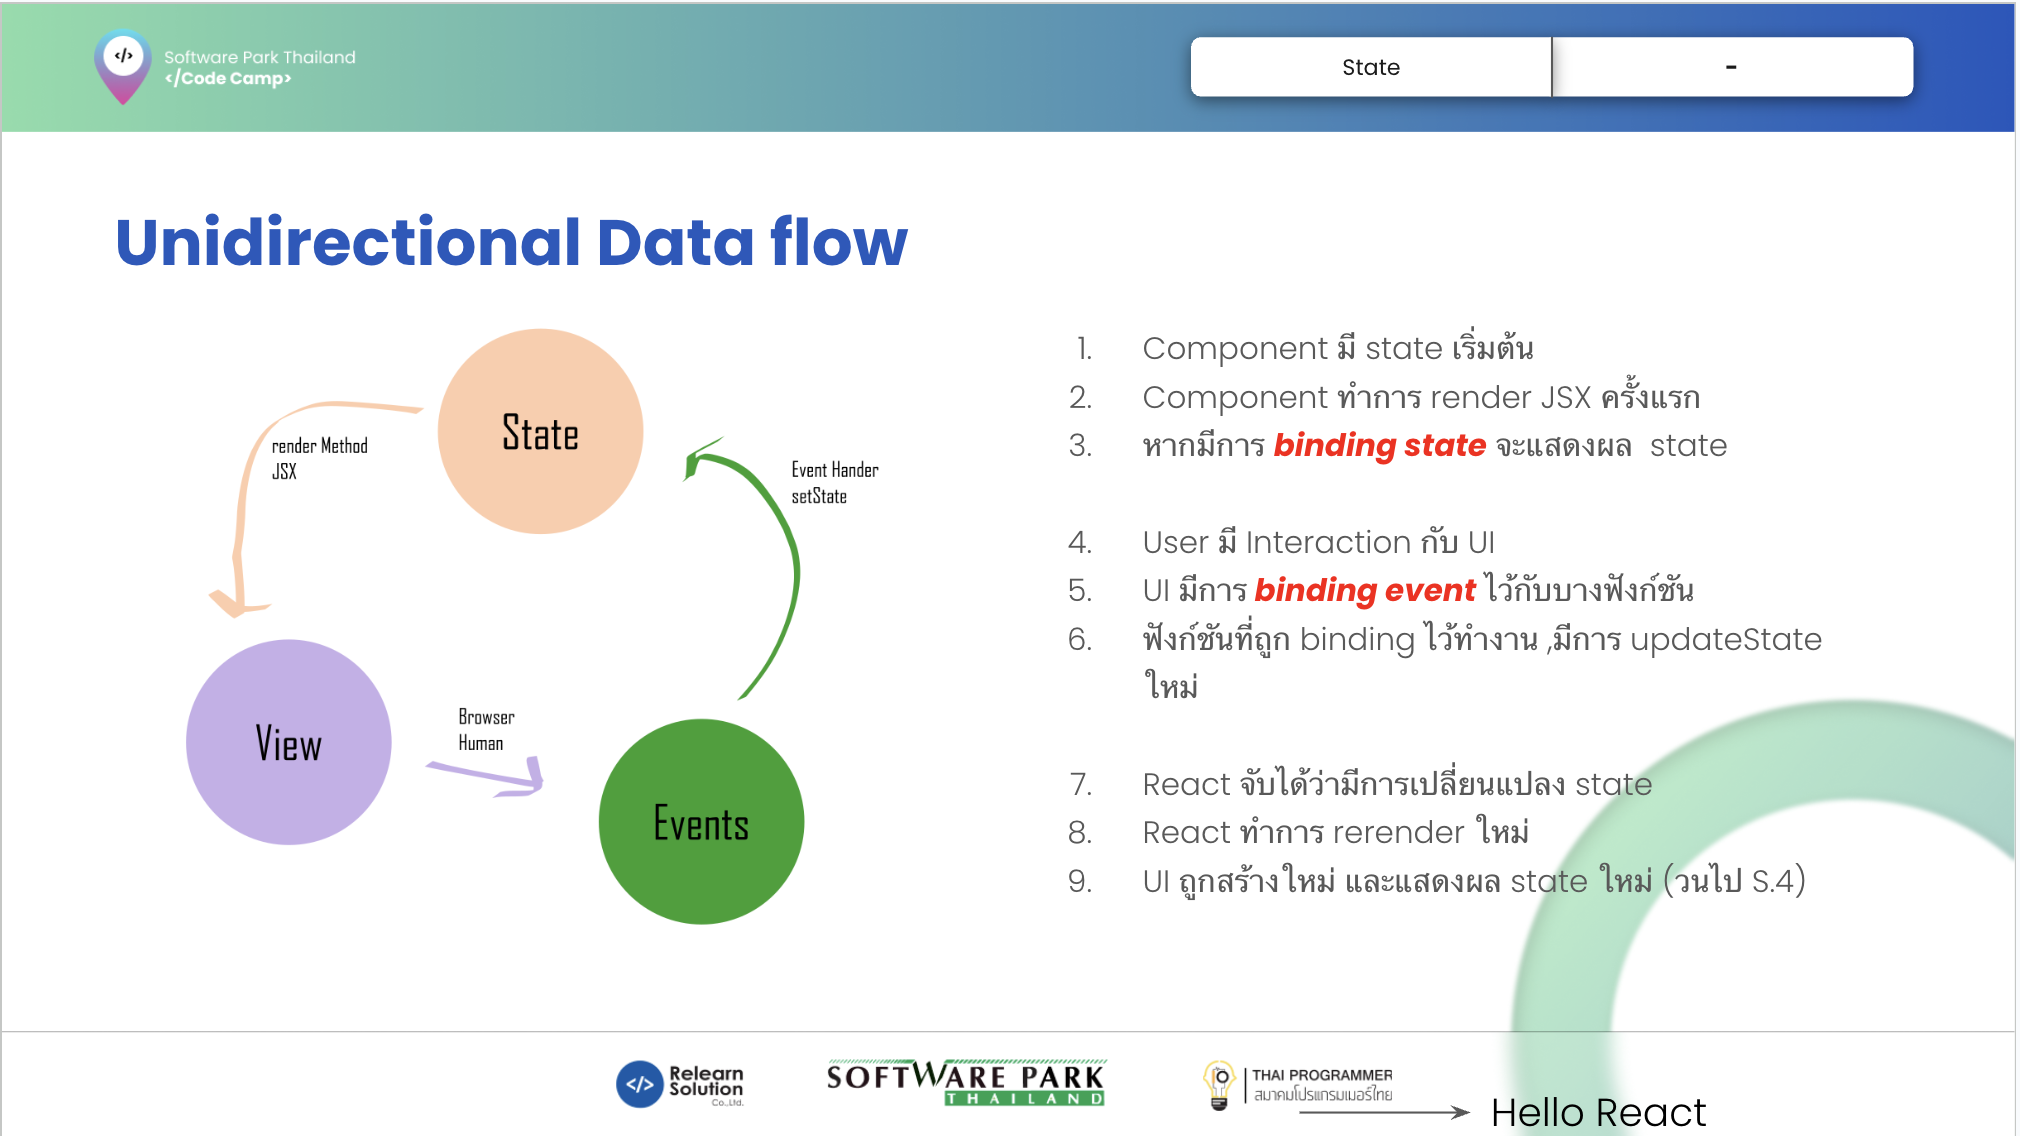 Software Park Thailand
</Code Camp>
State
-
Unidirectional Data flow
State
render Method
JSX
Event Hander
setState
View
Browser
Human
Events
1. Component มี state เริ่มต้น
2. Component ทำการ render JSX ครั้งแรก
3. หากมีการ binding state จะแสดงผล state
4. User มี Interaction กับ UI
5. UI มีการ binding event ไว้กับบางฟังก์ชัน
6. ฟังก์ชันที่ถูก binding ไว้ทำงาน ,มีการ updateState
ใหม่
7. React จับได้ว่ามีการเปลี่ยนแปลง state
8. React ทำการ rerender ใหม่
9. UI ถูกสร้างใหม่ และแสดงผล state ใหม่ (วนไป S.4)
</>
Relearn
Solution
Co.,Ltd.
SOFTWARE PARK
THAILAND
THAI PROGRAMMER
สมาคมโปรแกรมเมอร์ไทย
Hello React